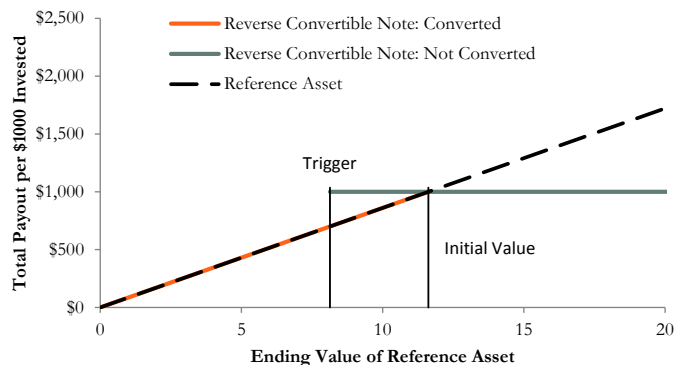 $2,500
$2,000
$1,500
$1,000
$500
$0
Total Payout per $1000 Invested
Reverse Convertible Note: Converted
Reverse Convertible Note: Not Converted
Reference Asset
Trigger
Initial Value
0 5 10 15 20
Ending Value of Reference Asset